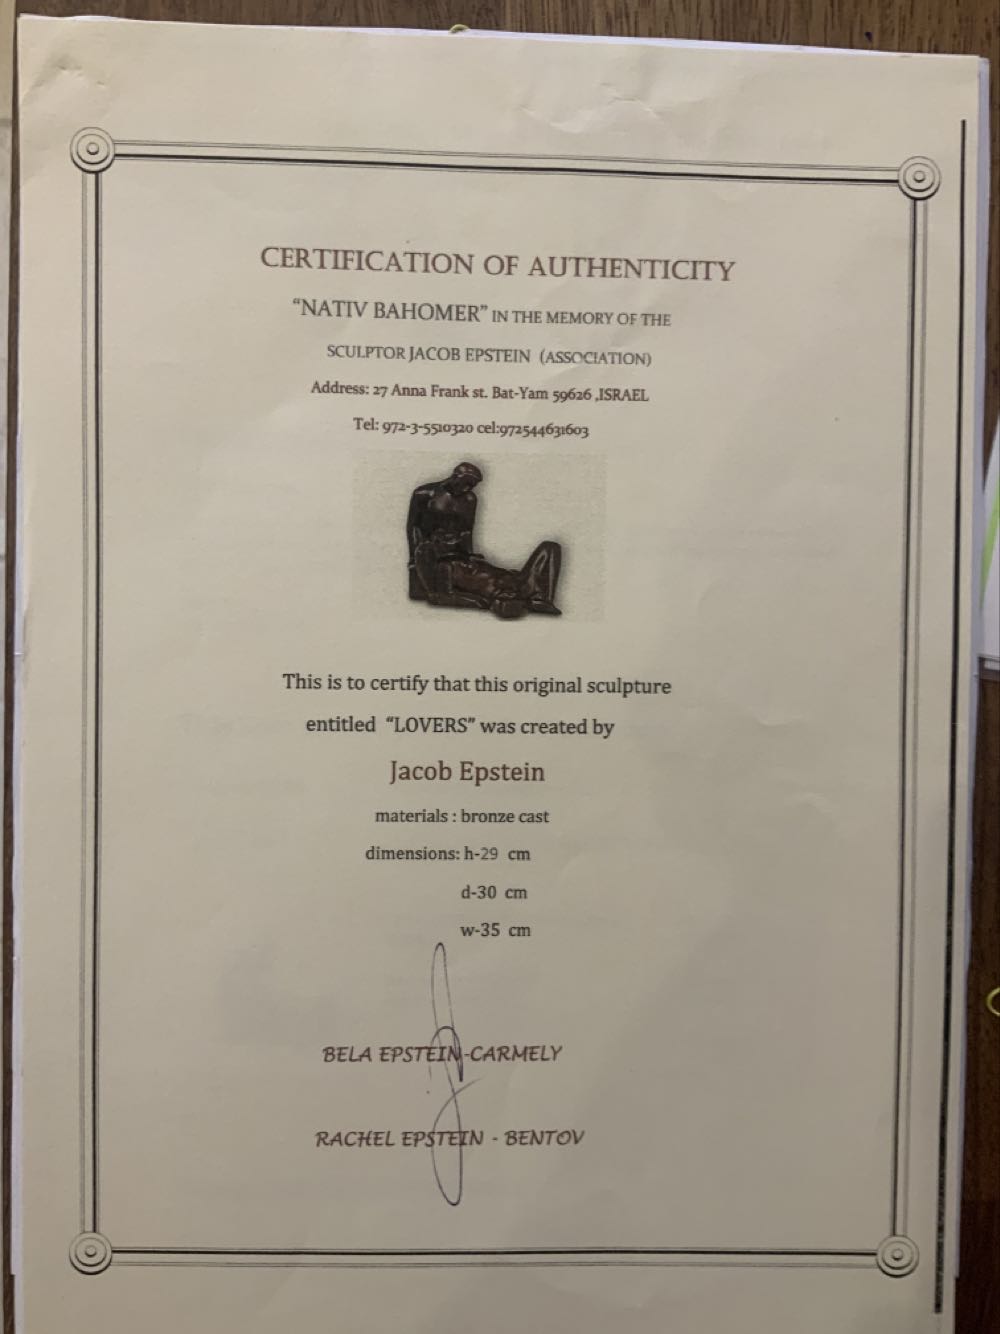 CERTIFICATION OF AUTHENTICITY
"NATIV BAHOMER" IN THE MEMORY OF THE
SCULPTOR JACOB EPSTEIN (ASSOCIATION)
Address: 27 Anna Frank st. Bat-Yam 59626 ,ISRAEL
Tel: 972-3-5510320 cel:972544631603
This is to certify that this original sculpture
entitled "LOVERS" was created by
Jacob Epstein
materials : bronze cast
dimensions: h-29 cm
d-30 cm
w-35 cm
BELA EPSTEIN-CARMELY
RACHEL EPSTEIN - BENTOV